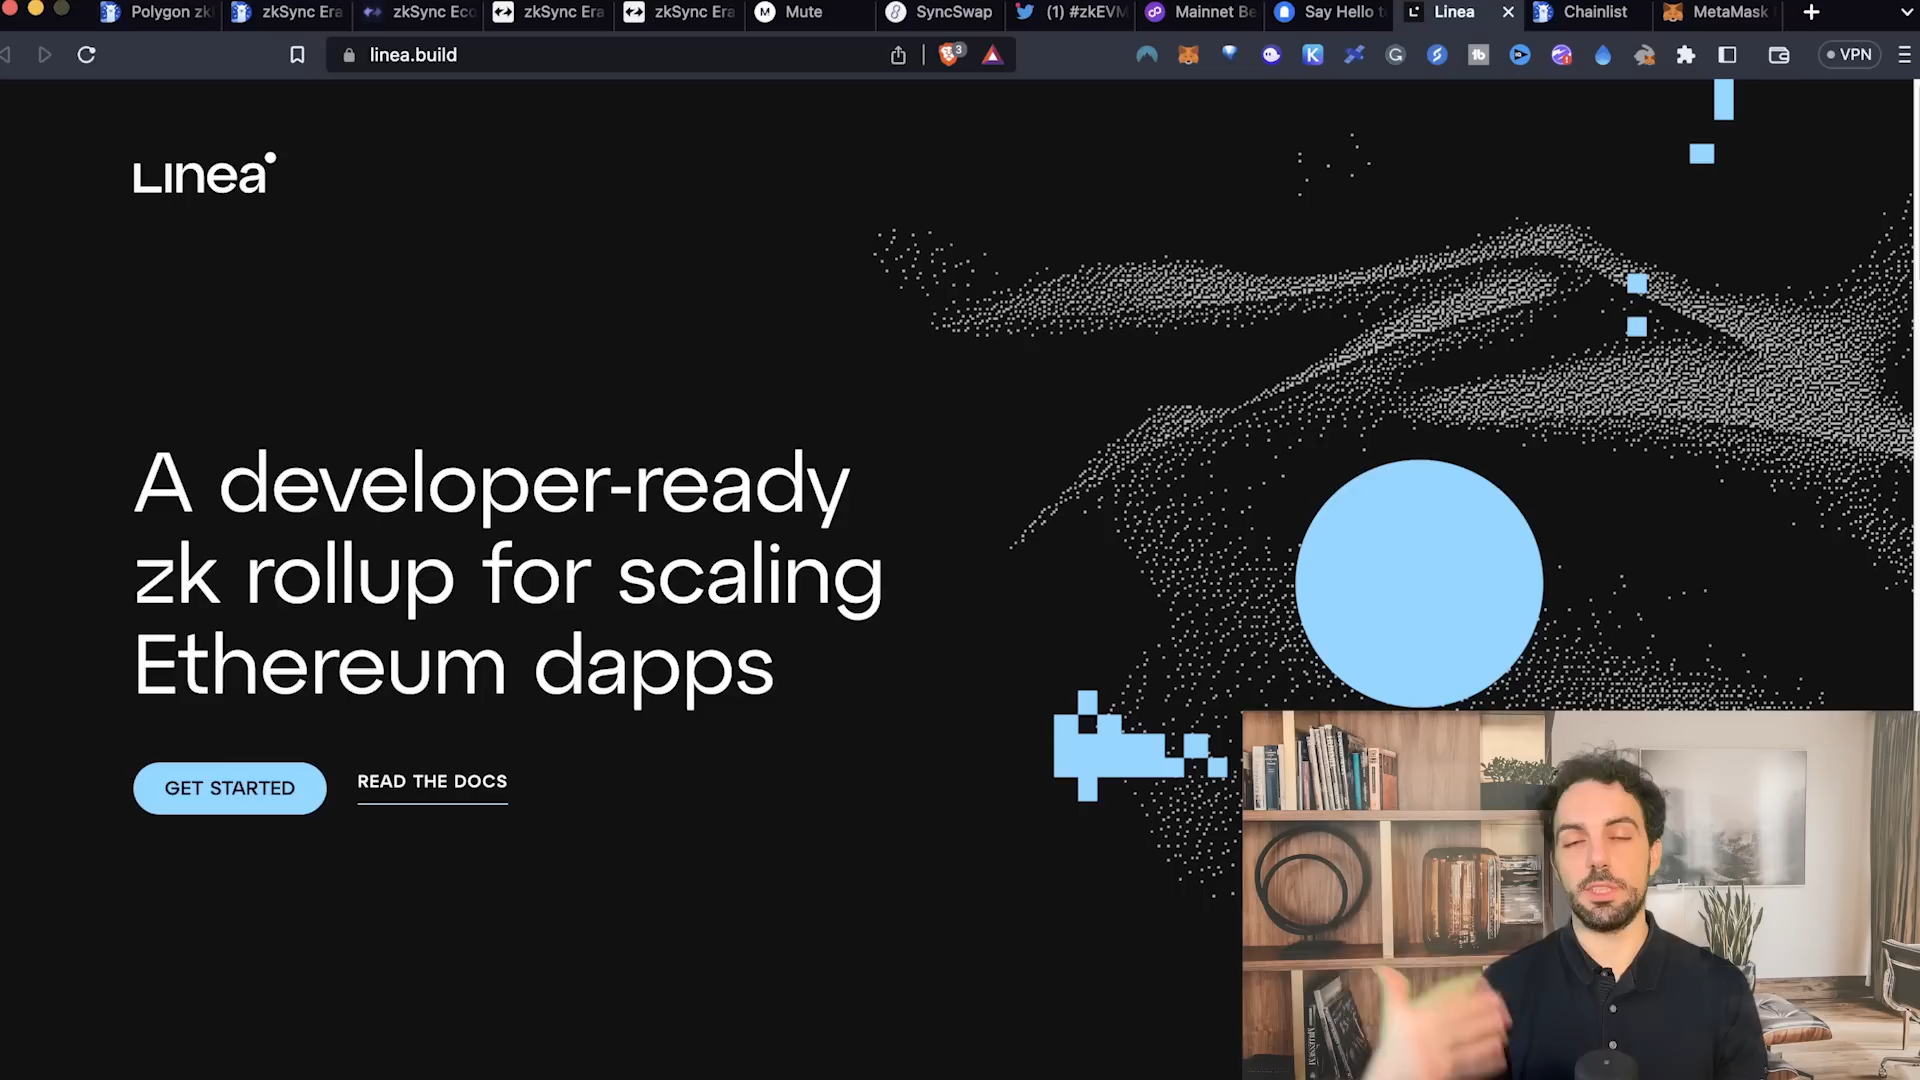 Polygon zk
zkSync Era
zkSync Eco
zkSync Era
zkSync Era
M
Mute
SyncSwap
(1) #zkEVM
Mainnet Be
Say Hello t
Linea
Chainlist
MetaMask
linea.build
3
K
G
tb
VPN
Linea
A developer-ready
zk rollup for scaling
Ethereum dapps
GET STARTED
READ THE DOCS